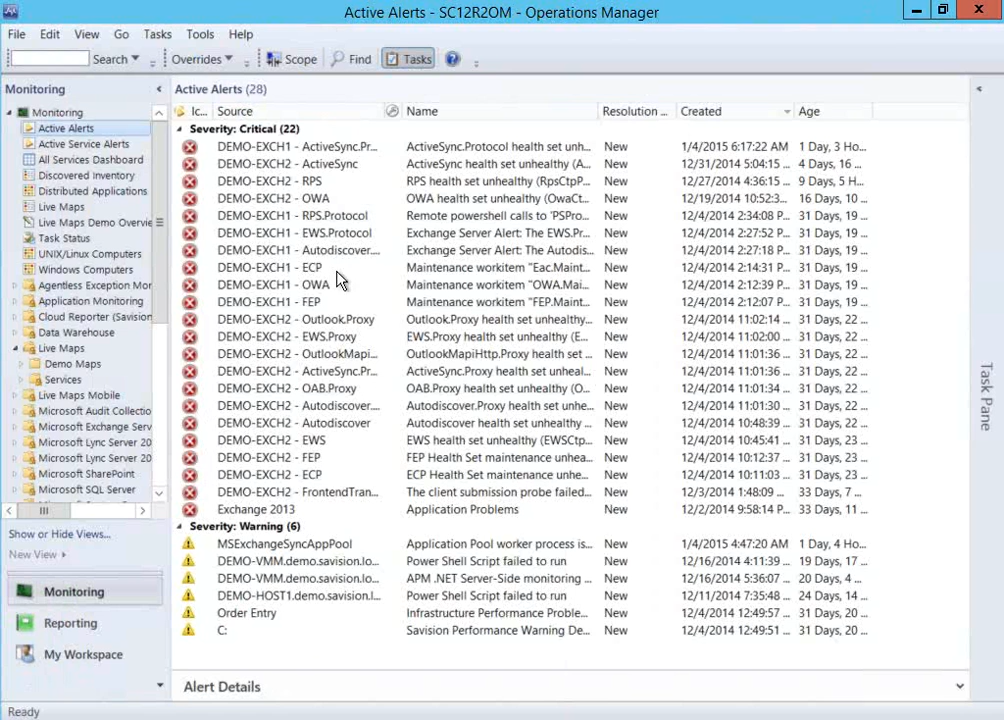 Active Alerts - SC12R2OM - Operations Manager
File Edit View Go Tasks Tools Help
Search Overrides Scope Find Tasks
Monitoring
Monitoring
Active Alerts
Active Service Alerts
All Services Dashboard
Discovered Inventory
Distributed Applications
Live Maps
Live Maps Demo Overvie
Task Status
UNIX/Linux Computers
Windows Computers
Agentless Exception Mor
Application Monitoring
Cloud Reporter (Savision
Data Warehouse
Live Maps
Demo Maps
Services
Live Maps Mobile
Microsoft Audit Collectio
Microsoft Exchange Serv
Microsoft Lync Server 20
Microsoft Lync Server 20
Microsoft SharePoint
Microsoft SQL Server
Show or Hide Views...
New View
Monitoring
Reporting
My Workspace
Active Alerts (28)
Ic... Source Name Resolution ... Created Age
Severity: Critical (22)
DEMO-EXCH1 - ActiveSync.Pr... ActiveSync.Protocol health set unh... New 1/4/2015 6:17:22 AM 1 Day, 3 Ho...
DEMO-EXCH2 - ActiveSync ActiveSync health set unhealthy (A... New 12/31/2014 5:04:15 ... 4 Days, 16 ...
DEMO-EXCH2 - RPS RPS health set unhealthy (RpsCtpP... New 12/27/2014 4:36:15 ... 9 Days, 5 H...
DEMO-EXCH2 - OWA OWA health set unhealthy (OwaCt... New 12/19/2014 10:52:3... 16 Days, 10 ...
DEMO-EXCH1 - RPS.Protocol Remote powershell calls to 'PSPro... New 12/4/2014 2:34:08 P... 31 Days, 19 ...
DEMO-EXCH1 - EWS.Protocol Exchange Server Alert: The EWS.Pr... New 12/4/2014 2:27:52 P... 31 Days, 19 ...
DEMO-EXCH1 - Autodiscover.... Exchange Server Alert: The Autodis... New 12/4/2014 2:27:18 P... 31 Days, 19 ...
DEMO-EXCH1 - ECP Maintenance workitem "Eac.Maint... New 12/4/2014 2:14:31 P... 31 Days, 19 ...
DEMO-EXCH1 - OWA Maintenance workitem "OWA.Mai... New 12/4/2014 2:12:39 P... 31 Days, 19 ...
DEMO-EXCH1 - FEP Maintenance workitem "FEP.Maint... New 12/4/2014 2:12:07 P... 31 Days, 19 ...
DEMO-EXCH2 - Outlook.Proxy Outlook.Proxy health set unhealthy... New 12/4/2014 11:02:14 ... 31 Days, 22 ...
DEMO-EXCH2 - EWS.Proxy EWS.Proxy health set unhealthy (E... New 12/4/2014 11:02:00 ... 31 Days, 22 ...
DEMO-EXCH2 - OutlookMapi... OutlookMapiHttp.Proxy health set ... New 12/4/2014 11:01:36 ... 31 Days, 22 ...
DEMO-EXCH2 - ActiveSync.Pr... ActiveSync.Proxy health set unheal... New 12/4/2014 11:01:36 ... 31 Days, 22 ...
DEMO-EXCH2 - OAB.Proxy OAB.Proxy health set unhealthy (O... New 12/4/2014 11:01:34 ... 31 Days, 22 ...
DEMO-EXCH2 - Autodiscover.... Autodiscover.Proxy health set unhe... New 12/4/2014 11:01:30 ... 31 Days, 22 ...
DEMO-EXCH2 - Autodiscover Autodiscover health set unhealthy ... New 12/4/2014 10:48:39 ... 31 Days, 22 ...
DEMO-EXCH2 - EWS EWS health set unhealthy (EWSCtp... New 12/4/2014 10:45:41 ... 31 Days, 23 ...
DEMO-EXCH2 - FEP FEP Health Set maintenance unhea... New 12/4/2014 10:12:37 ... 31 Days, 23 ...
DEMO-EXCH2 - ECP ECP Health Set maintenance unhe... New 12/4/2014 10:11:03 ... 31 Days, 23 ...
DEMO-EXCH2 - FrontendTran... The client submission probe failed... New 12/3/2014 1:48:09 ... 33 Days, 7 ...
Exchange 2013 Application Problems New 12/2/2014 9:58:14 P... 33 Days, 11 ...
Severity: Warning (6)
MSExchangeSyncAppPool Application Pool worker process is... New 1/4/2015 4:47:20 AM 1 Day, 4 Ho...
DEMO-VMM.demo.savision.lo... Power Shell Script failed to run New 12/16/2014 4:11:39 ... 19 Days, 17 ...
DEMO-VMM.demo.savision.lo... APM .NET Server-Side monitoring ... New 12/16/2014 5:36:07 ... 20 Days, 4 ...
DEMO-HOST1.demo.savision.l... Power Shell Script failed to run New 12/11/2014 7:35:48 ... 24 Days, 14 ...
Order Entry Infrastructure Performance Proble... New 12/4/2014 12:49:57 ... 31 Days, 20 ...
C: Savision Performance Warning De... New 12/4/2014 12:49:51 ... 31 Days, 20 ...
Alert Details
Task Pane
Ready